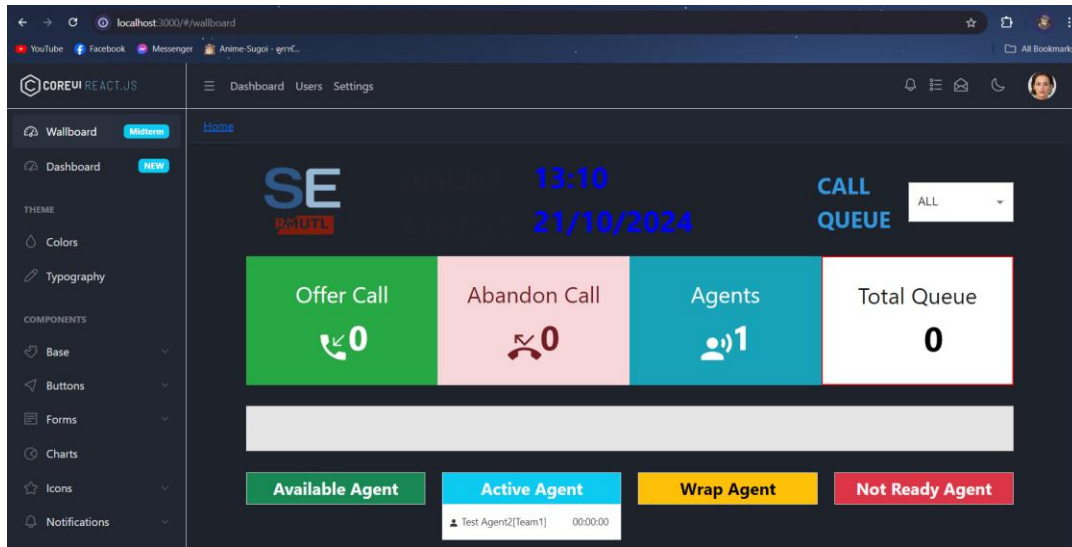 localhost:3000/#/wallboard
YouTube Facebook Messenger All Bookmarks
COREUI REACT.JS
Dashboard Users Settings
Wallboard Midterm
Home
Dashboard NEW
SE
RMUTL
13:10
21/10/2024
CALL
QUEUE
ALL
THEME
Colors
Typography
COMPONENTS
Base
Buttons
Forms
Charts
Icons
Notifications
Offer Call
0
Abandon Call
0
Agents
1
Total Queue
0
Available Agent
Active Agent
Wrap Agent
Not Ready Agent
Test Agent2[Team1] 00:00:00